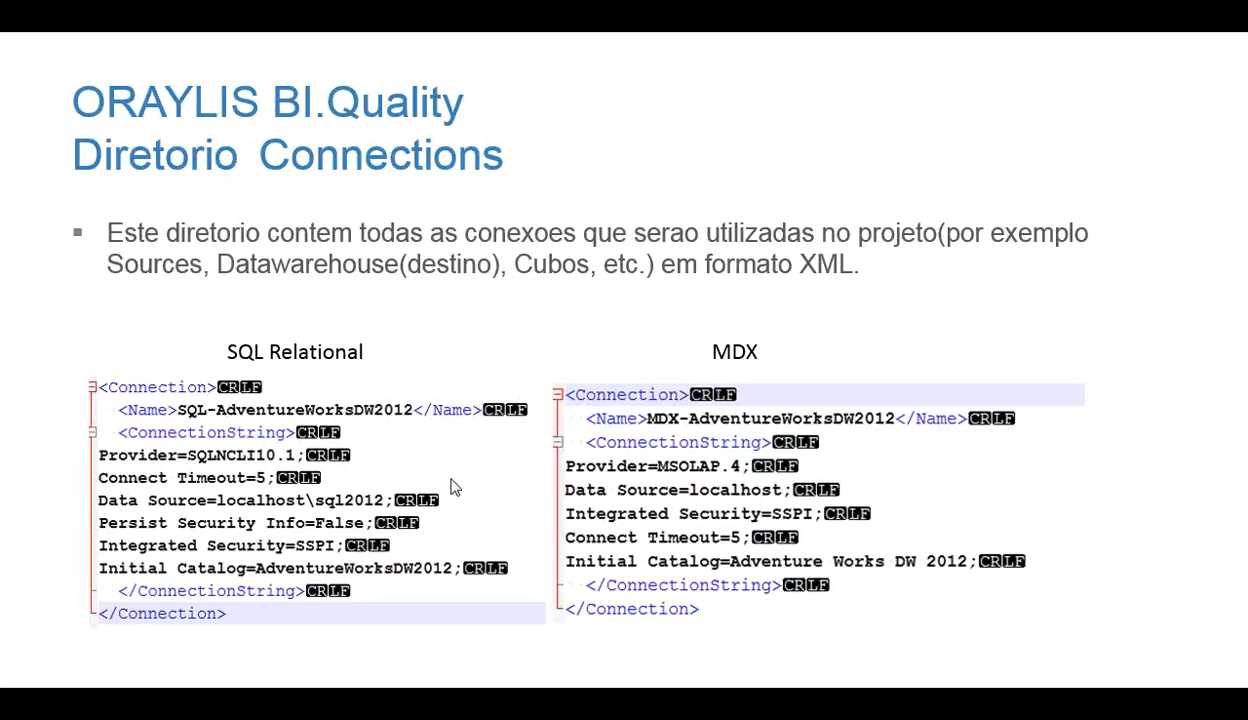 ORAYLIS BI.Quality
Diretorio Connections
Este diretorio contem todas as conexoes que serao utilizadas no projeto(por exemplo
Sources, Datawarehouse(destino), Cubos, etc.) em formato XML.
SQL Relational
<Connection>CRLF
<Name>SQL-AdventureWorksDW2012</Name>CRLF
<ConnectionString>CRLF
Provider=SQLNCLI10.1;CRLF
Connect Timeout=5;CRLF
Data Source=localhost\sql2012;CRLF
Persist Security Info=False;CRLF
Integrated Security=SSPI;CRLF
Initial Catalog=AdventureWorksDW2012;CRLF
</ConnectionString>CRLF
</Connection>
MDX
<Connection>CRLF
<Name>MDX-AdventureWorksDW2012</Name>CRLF
<ConnectionString>CRLF
Provider=MSOLAP.4;CRLF
Data Source=localhost;CRLF
Integrated Security=SSPI;CRLF
Connect Timeout=5;CRLF
Initial Catalog=Adventure Works DW 2012;CRLF
</ConnectionString>CRLF
</Connection>